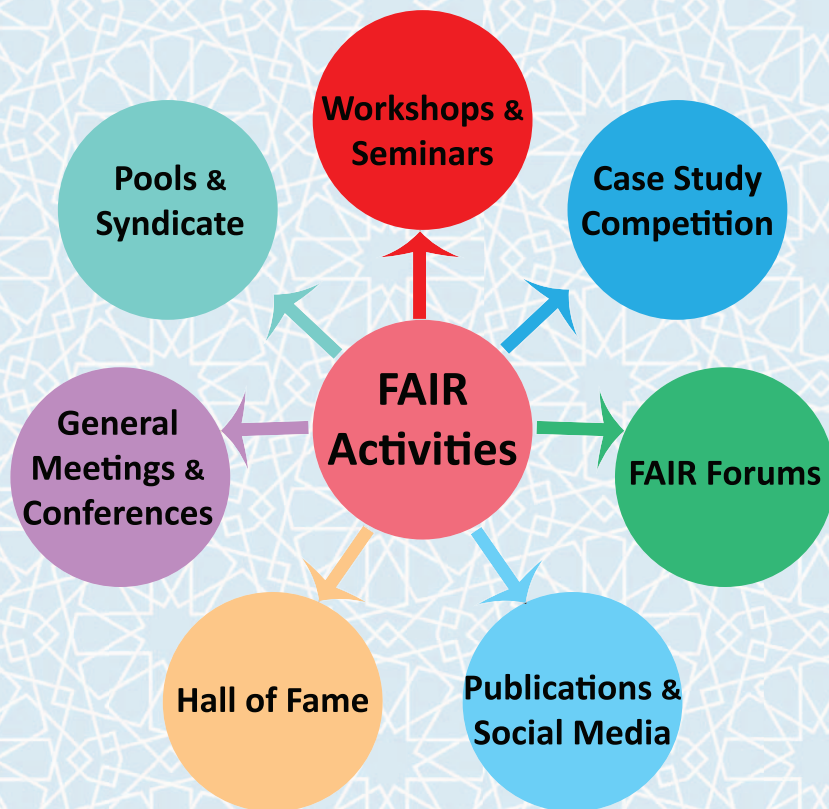 Workshops &
Seminars
Pools &
Syndicate
Case Study
Competition
FAIR
Activities
General
Meetings &
Conferences
FAIR Forums
Hall of Fame
Publications &
Social Media